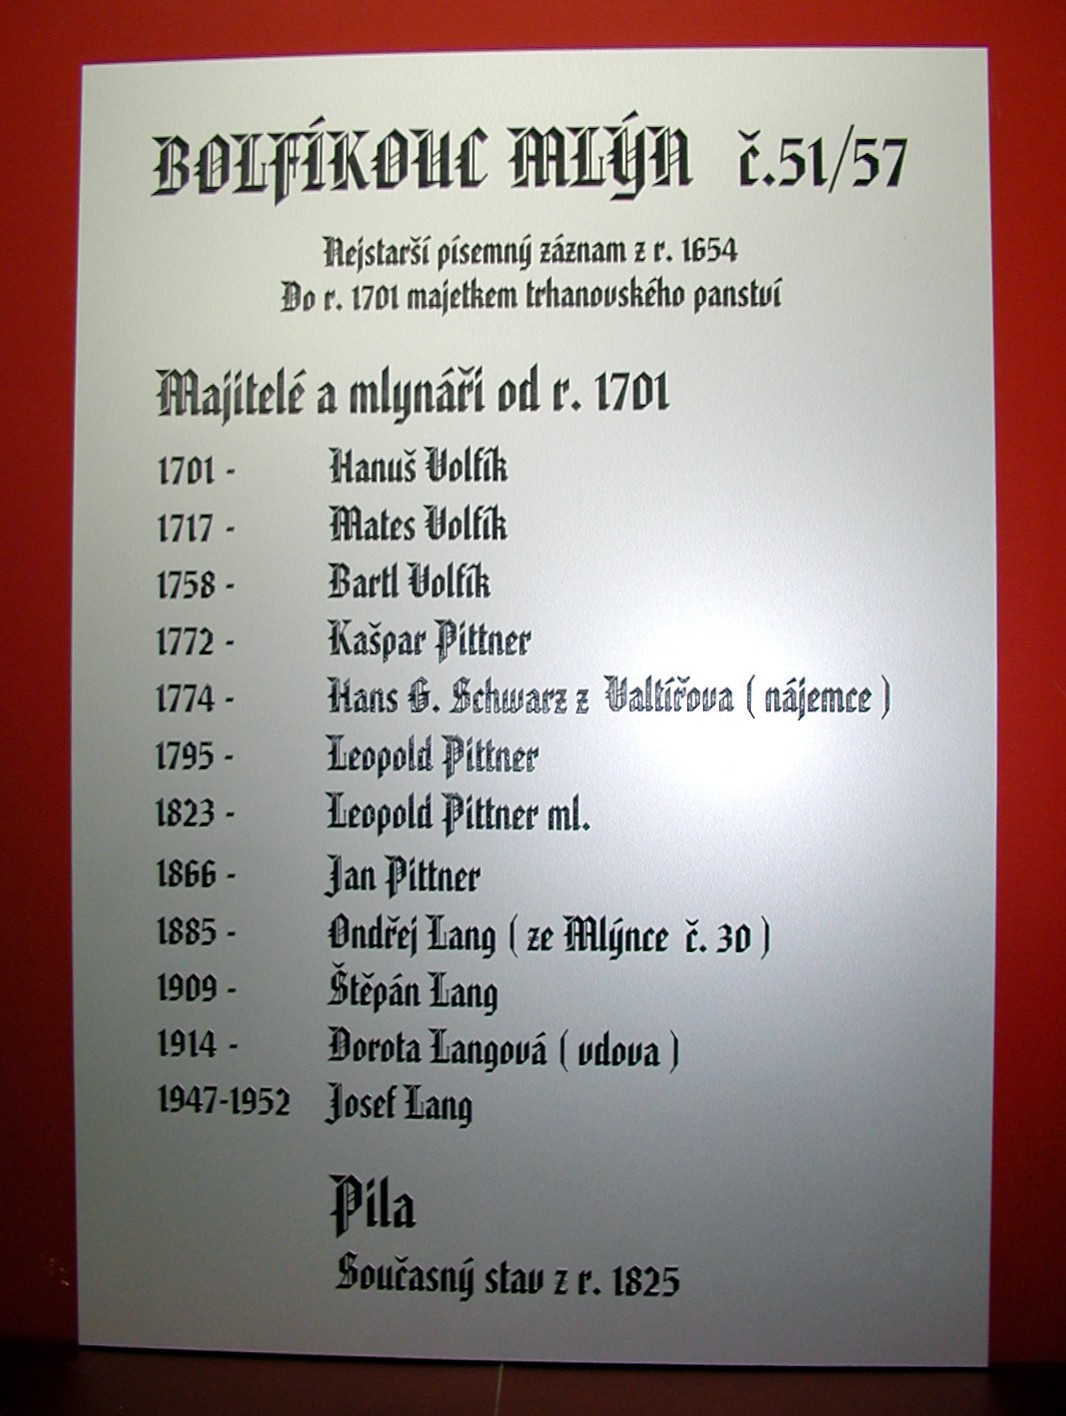 BOLFÍKOUC MLÝN č.51/57
Nejstarší písemný záznam z r. 1654
Do r. 1701 majetkem trhanovského panství
Majitelé a mlynáři od r. 1701
1701 - Hanuš Volfík
1717 - Mates Volfík
1758 - Bartl Volfík
1772 - Kašpar Pittner
1774 - Hans G. Schwarz z Valtířova ( nájemce )
1795 - Leopold Pittner
1823 - Leopold Pittner ml.
1866 - Jan Pittner
1885 - Ondřej Lang ( ze Mlýnce č. 30 )
1909 - Štěpán Lang
1914 - Dorota Langová ( vdova )
1947-1952 Josef Lang
Pila
Současný stav z r. 1825